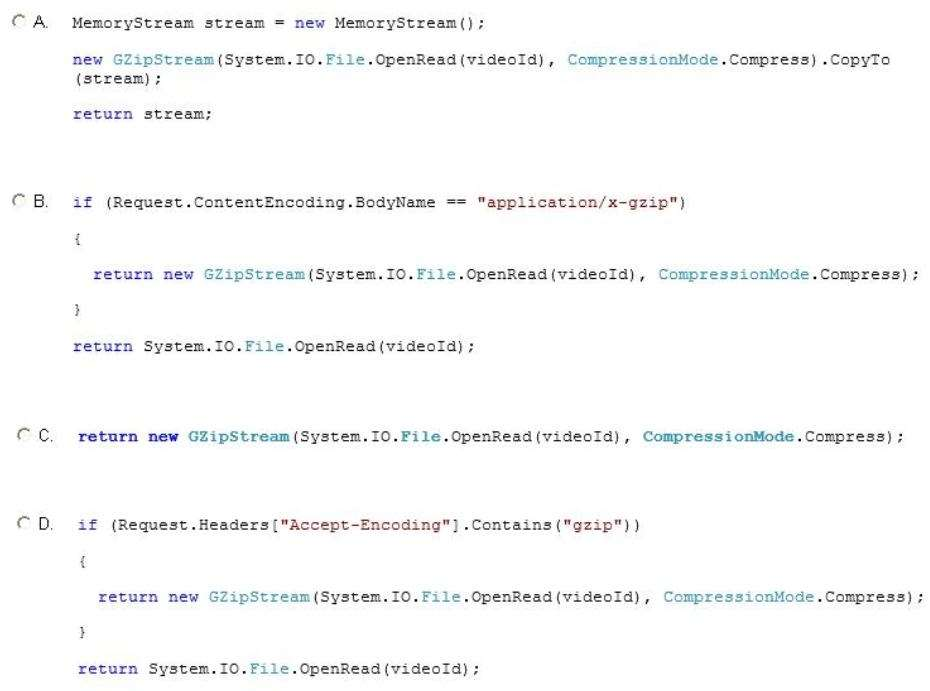 A. MemoryStream stream = new MemoryStream();
new GZipStream(System.IO.File.OpenRead(videoId), CompressionMode.Compress).CopyTo
(stream);
return stream;
B. if (Request.ContentEncoding.BodyName == "application/x-gzip")
{
return new GZipStream(System.IO.File.OpenRead(videoId), CompressionMode.Compress);
}
return System.IO.File.OpenRead(videoId);
C. return new GZipStream(System.IO.File.OpenRead(videoId), CompressionMode.Compress);
D. if (Request.Headers["Accept-Encoding"].Contains("gzip"))
{
return new GZipStream(System.IO.File.OpenRead(videoId), CompressionMode.Compress);
}
return System.IO.File.OpenRead(videoId);